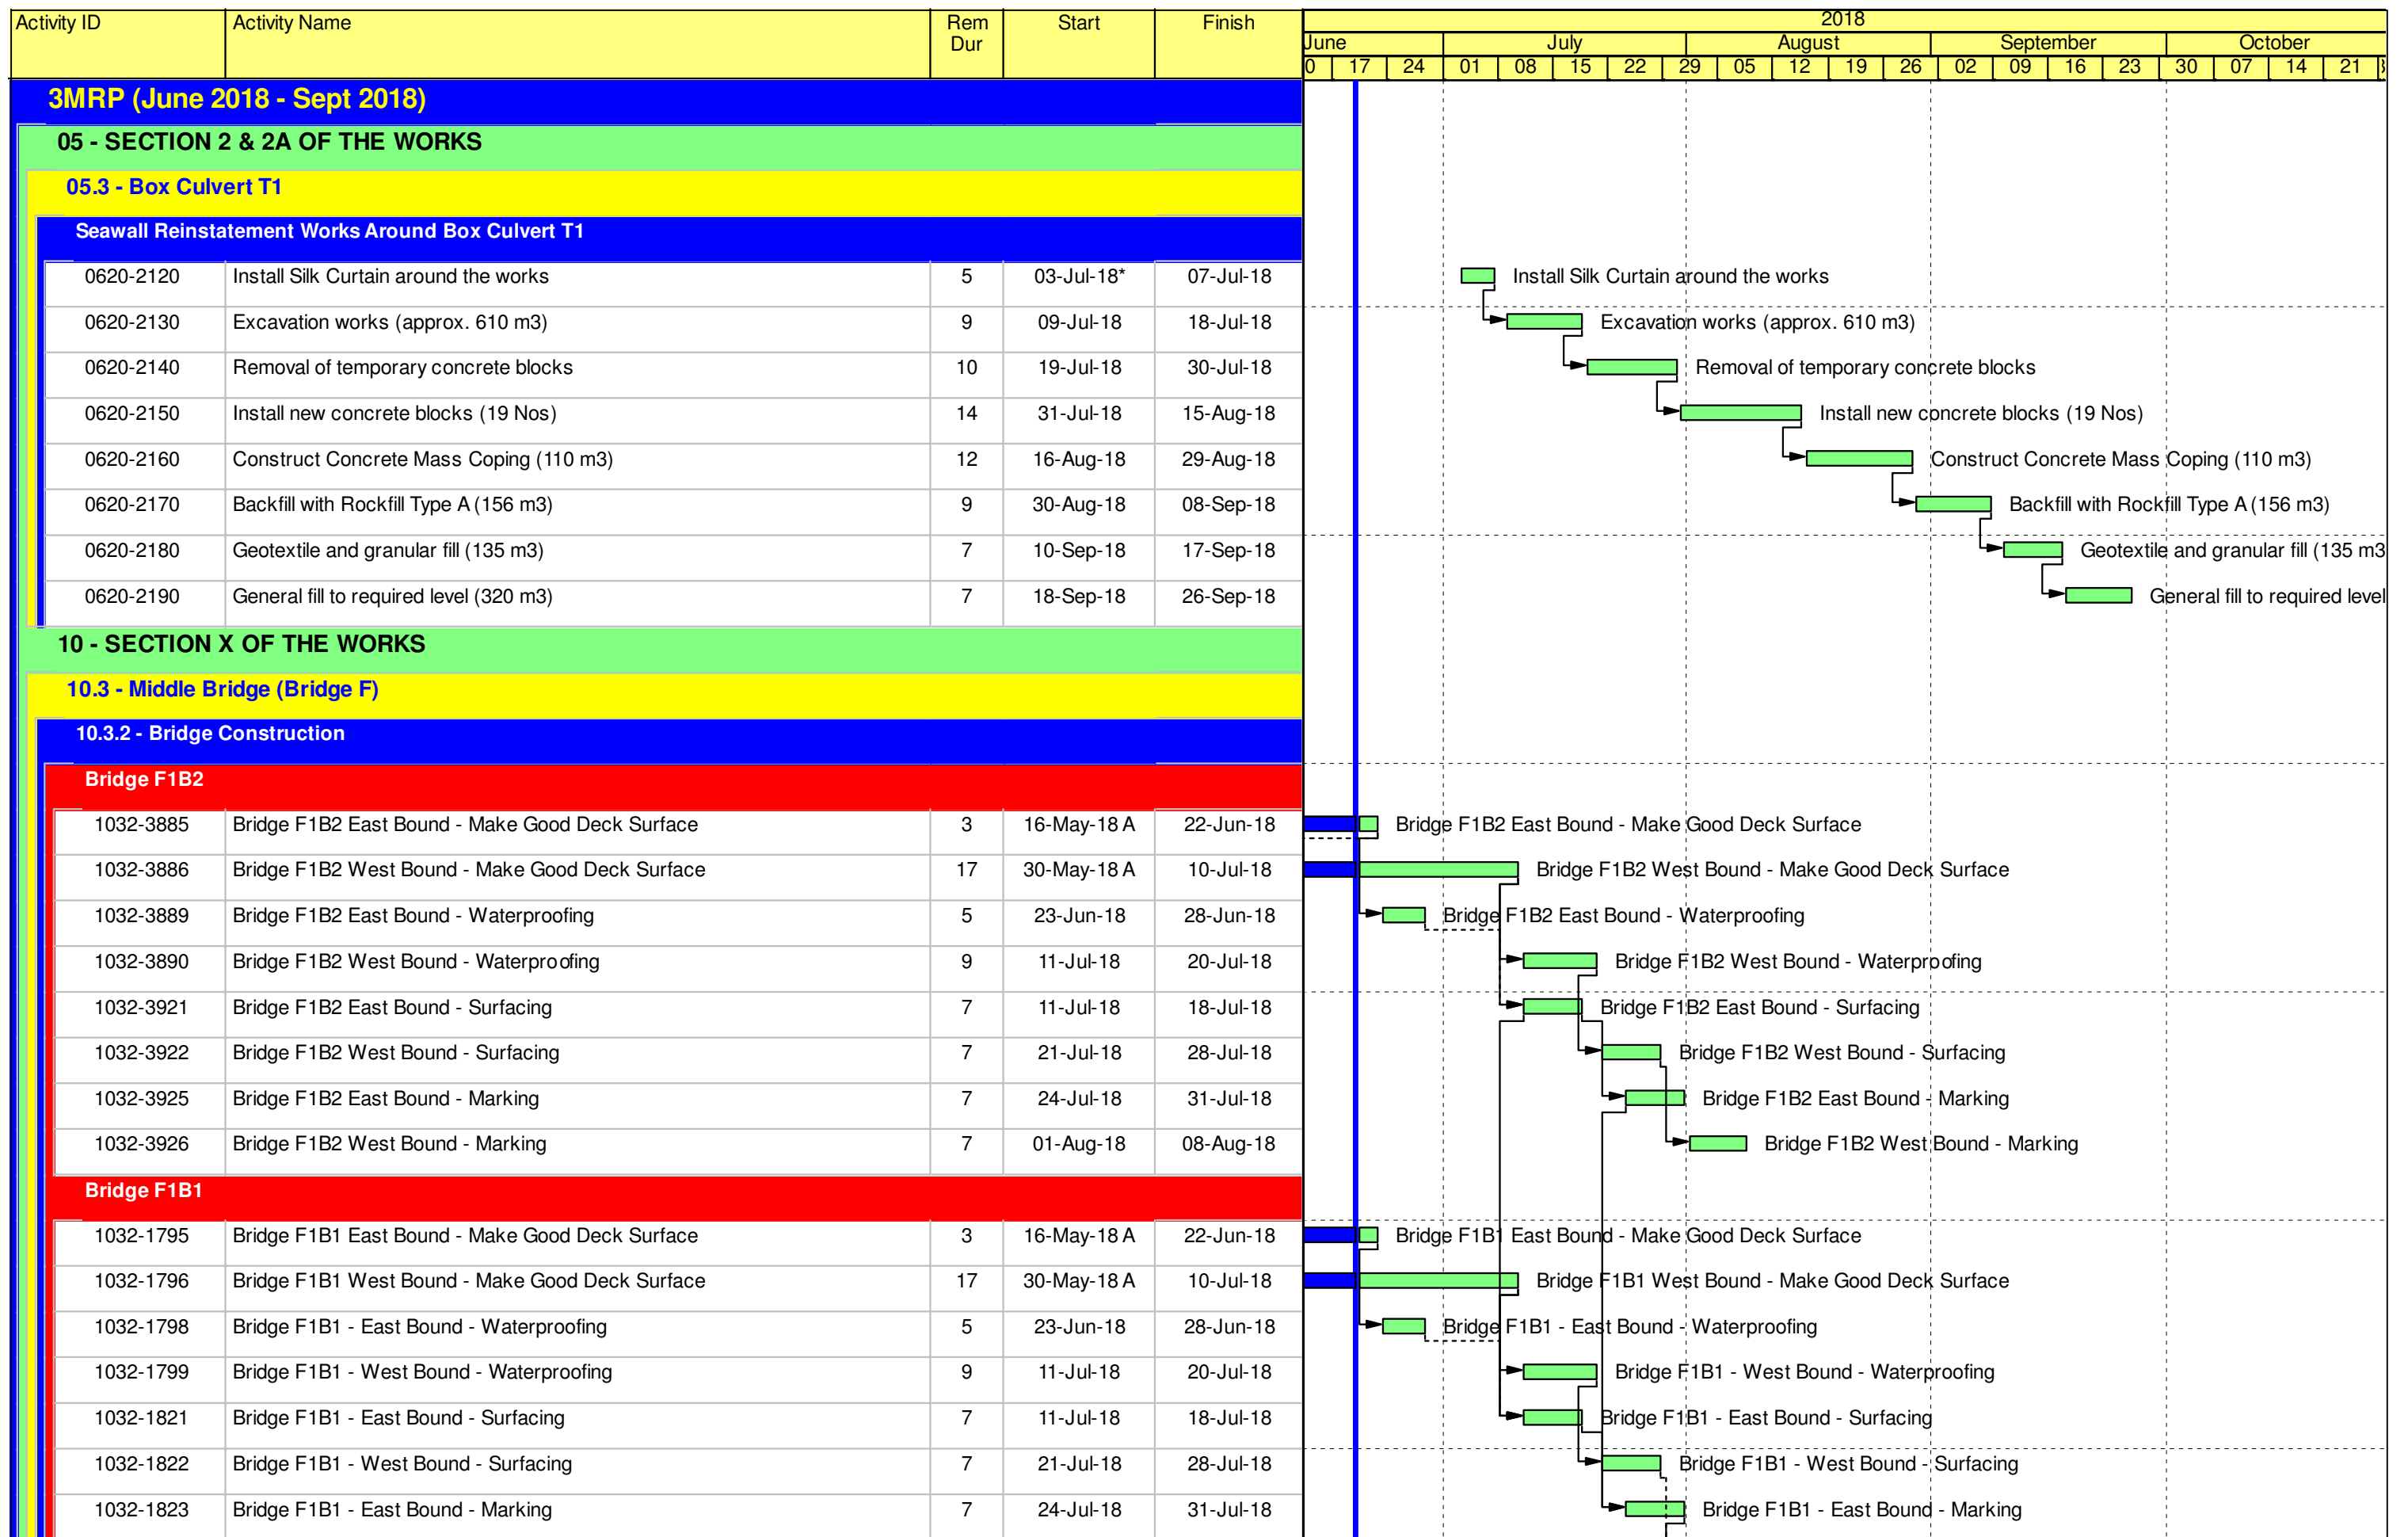 Activity ID Activity Name Rem Dur Start Finish 2018
June July August September October
0 17 24 01 08 15 22 29 05 12 19 26 02 09 16 23 30 07 14 21
3MRP (June 2018 - Sept 2018)
05 - SECTION 2 & 2A OF THE WORKS
05.3 - Box Culvert T1
Seawall Reinstatement Works Around Box Culvert T1
0620-2120 Install Silk Curtain around the works 5 03-Jul-18* 07-Jul-18 Install Silk Curtain around the works
0620-2130 Excavation works (approx. 610 m3) 9 09-Jul-18 18-Jul-18 Excavation works (approx. 610 m3)
0620-2140 Removal of temporary concrete blocks 10 19-Jul-18 30-Jul-18 Removal of temporary concrete blocks
0620-2150 Install new concrete blocks (19 Nos) 14 31-Jul-18 15-Aug-18 Install new concrete blocks (19 Nos)
0620-2160 Construct Concrete Mass Coping (110 m3) 12 16-Aug-18 29-Aug-18 Construct Concrete Mass Coping (110 m3)
0620-2170 Backfill with Rockfill Type A (156 m3) 9 30-Aug-18 08-Sep-18 Backfill with Rockfill Type A (156 m3)
0620-2180 Geotextile and granular fill (135 m3) 7 10-Sep-18 17-Sep-18 Geotextile and granular fill (135 m3
0620-2190 General fill to required level (320 m3) 7 18-Sep-18 26-Sep-18 General fill to required level
10 - SECTION X OF THE WORKS
10.3 - Middle Bridge (Bridge F)
10.3.2 - Bridge Construction
Bridge F1B2
1032-3885 Bridge F1B2 East Bound - Make Good Deck Surface 3 16-May-18 A 22-Jun-18 Bridge F1B2 East Bound - Make Good Deck Surface
1032-3886 Bridge F1B2 West Bound - Make Good Deck Surface 17 30-May-18 A 10-Jul-18 Bridge F1B2 West Bound - Make Good Deck Surface
1032-3889 Bridge F1B2 East Bound - Waterproofing 5 23-Jun-18 28-Jun-18 Bridge F1B2 East Bound - Waterproofing
1032-3890 Bridge F1B2 West Bound - Waterproofing 9 11-Jul-18 20-Jul-18 Bridge F1B2 West Bound - Waterproofing
1032-3921 Bridge F1B2 East Bound - Surfacing 7 11-Jul-18 18-Jul-18 Bridge F1B2 East Bound - Surfacing
1032-3922 Bridge F1B2 West Bound - Surfacing 7 21-Jul-18 28-Jul-18 Bridge F1B2 West Bound - Surfacing
1032-3925 Bridge F1B2 East Bound - Marking 7 24-Jul-18 31-Jul-18 Bridge F1B2 East Bound - Marking
1032-3926 Bridge F1B2 West Bound - Marking 7 01-Aug-18 08-Aug-18 Bridge F1B2 West Bound - Marking
Bridge F1B1
1032-1795 Bridge F1B1 East Bound - Make Good Deck Surface 3 16-May-18 A 22-Jun-18 Bridge F1B1 East Bound - Make Good Deck Surface
1032-1796 Bridge F1B1 West Bound - Make Good Deck Surface 17 30-May-18 A 10-Jul-18 Bridge F1B1 West Bound - Make Good Deck Surface
1032-1798 Bridge F1B1 - East Bound - Waterproofing 5 23-Jun-18 28-Jun-18 Bridge F1B1 - East Bound - Waterproofing
1032-1799 Bridge F1B1 - West Bound - Waterproofing 9 11-Jul-18 20-Jul-18 Bridge F1B1 - West Bound - Waterproofing
1032-1821 Bridge F1B1 - East Bound - Surfacing 7 11-Jul-18 18-Jul-18 Bridge F1B1 - East Bound - Surfacing
1032-1822 Bridge F1B1 - West Bound - Surfacing 7 21-Jul-18 28-Jul-18 Bridge F1B1 - West Bound - Surfacing
1032-1823 Bridge F1B1 - East Bound - Marking 7 24-Jul-18 31-Jul-18 Bridge F1B1 - East Bound - Marking